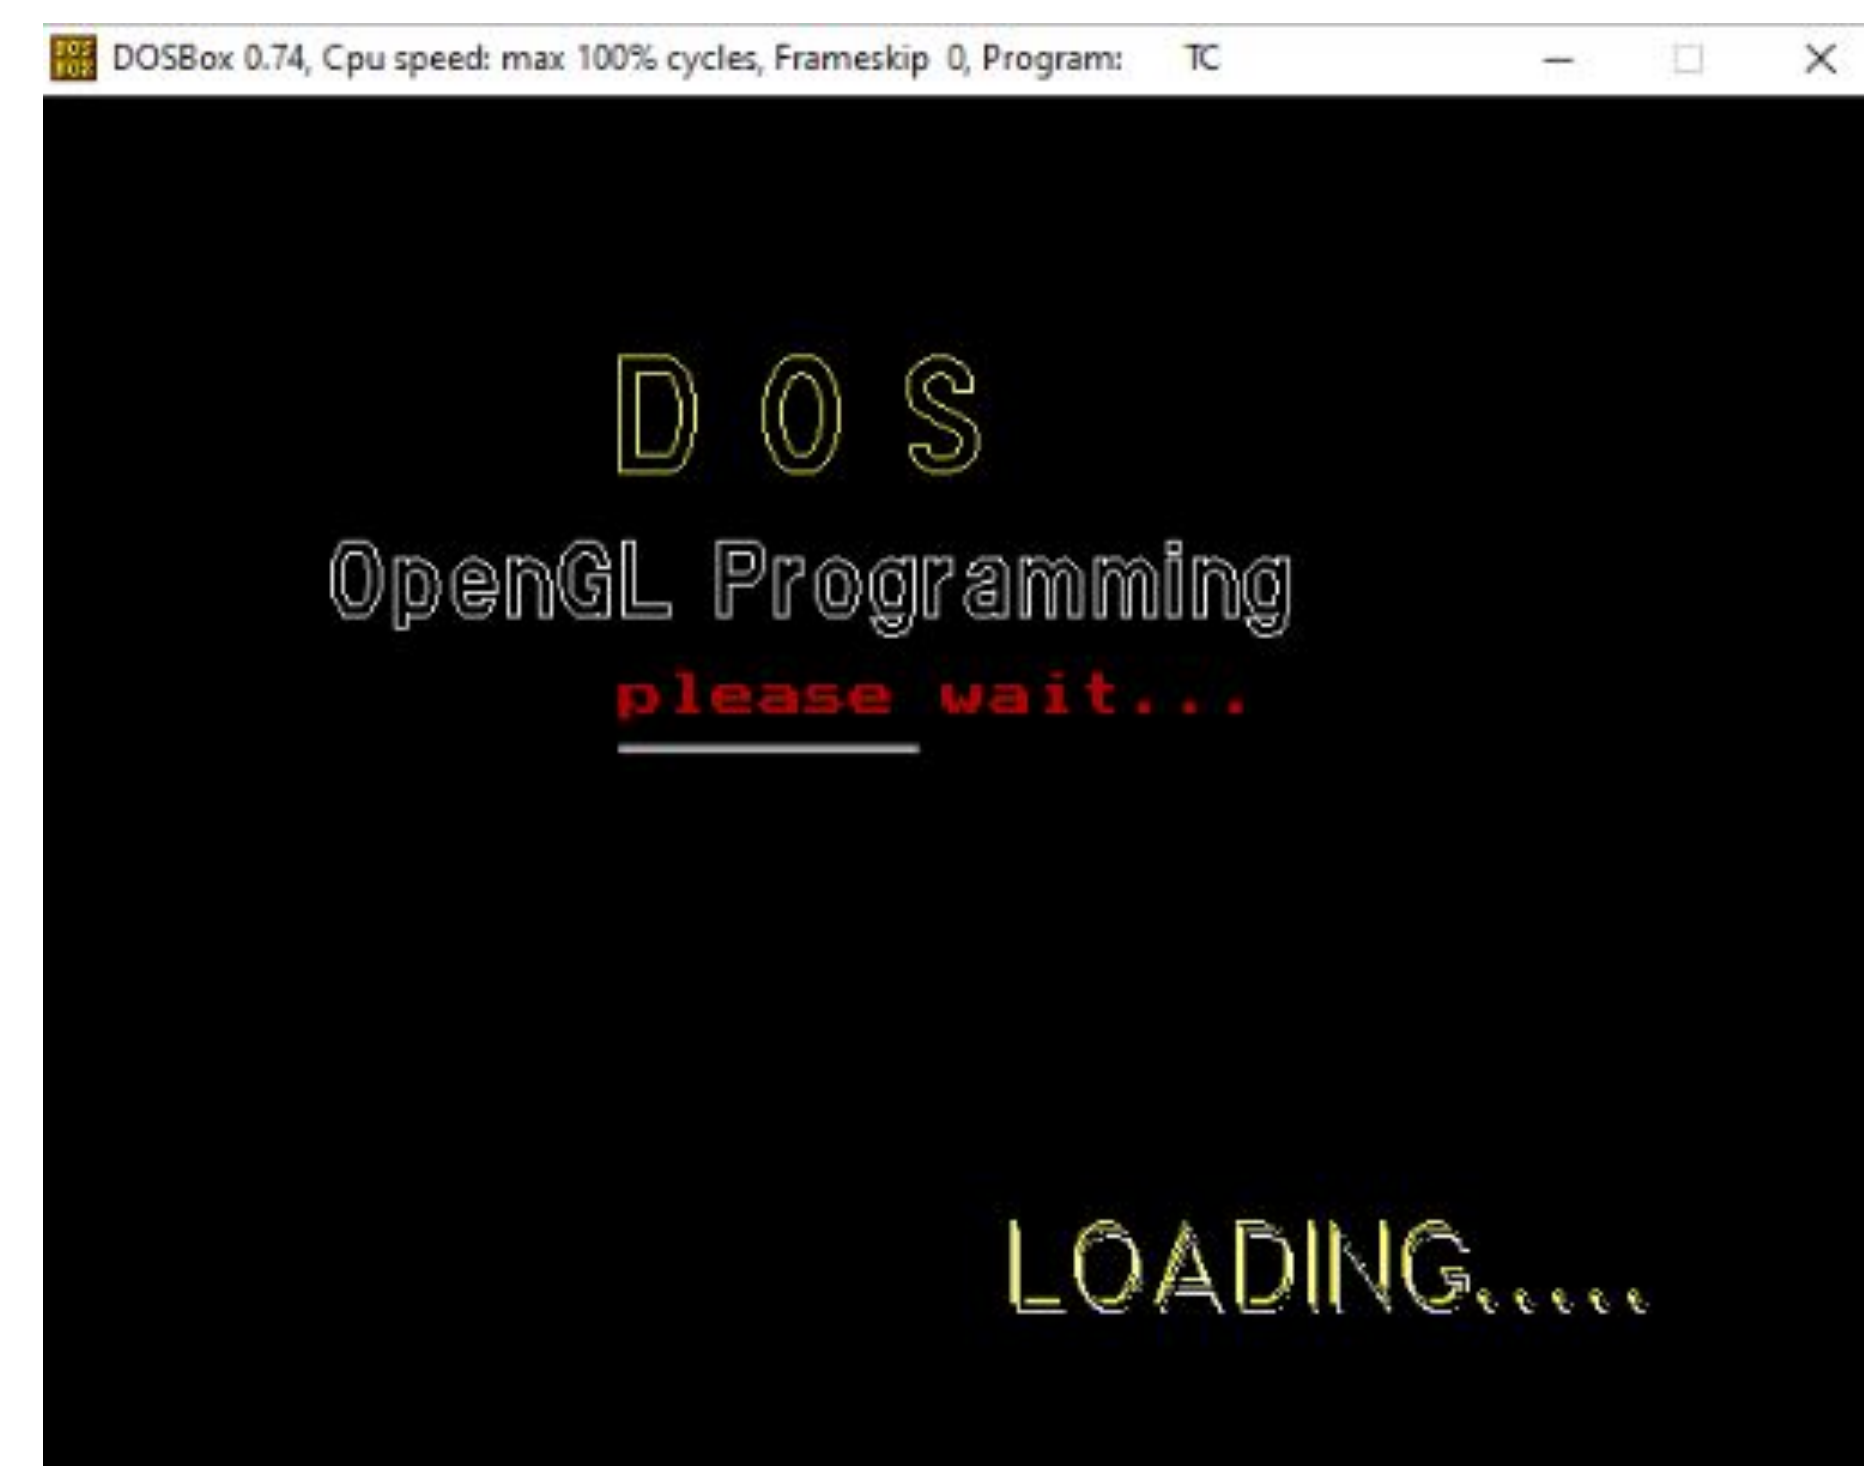 DOSBox 0.74, Cpu speed: max 100% cycles, Frameskip 0, Program: TC
D O S
OpenGL Programming
please wait...
LOADING.....